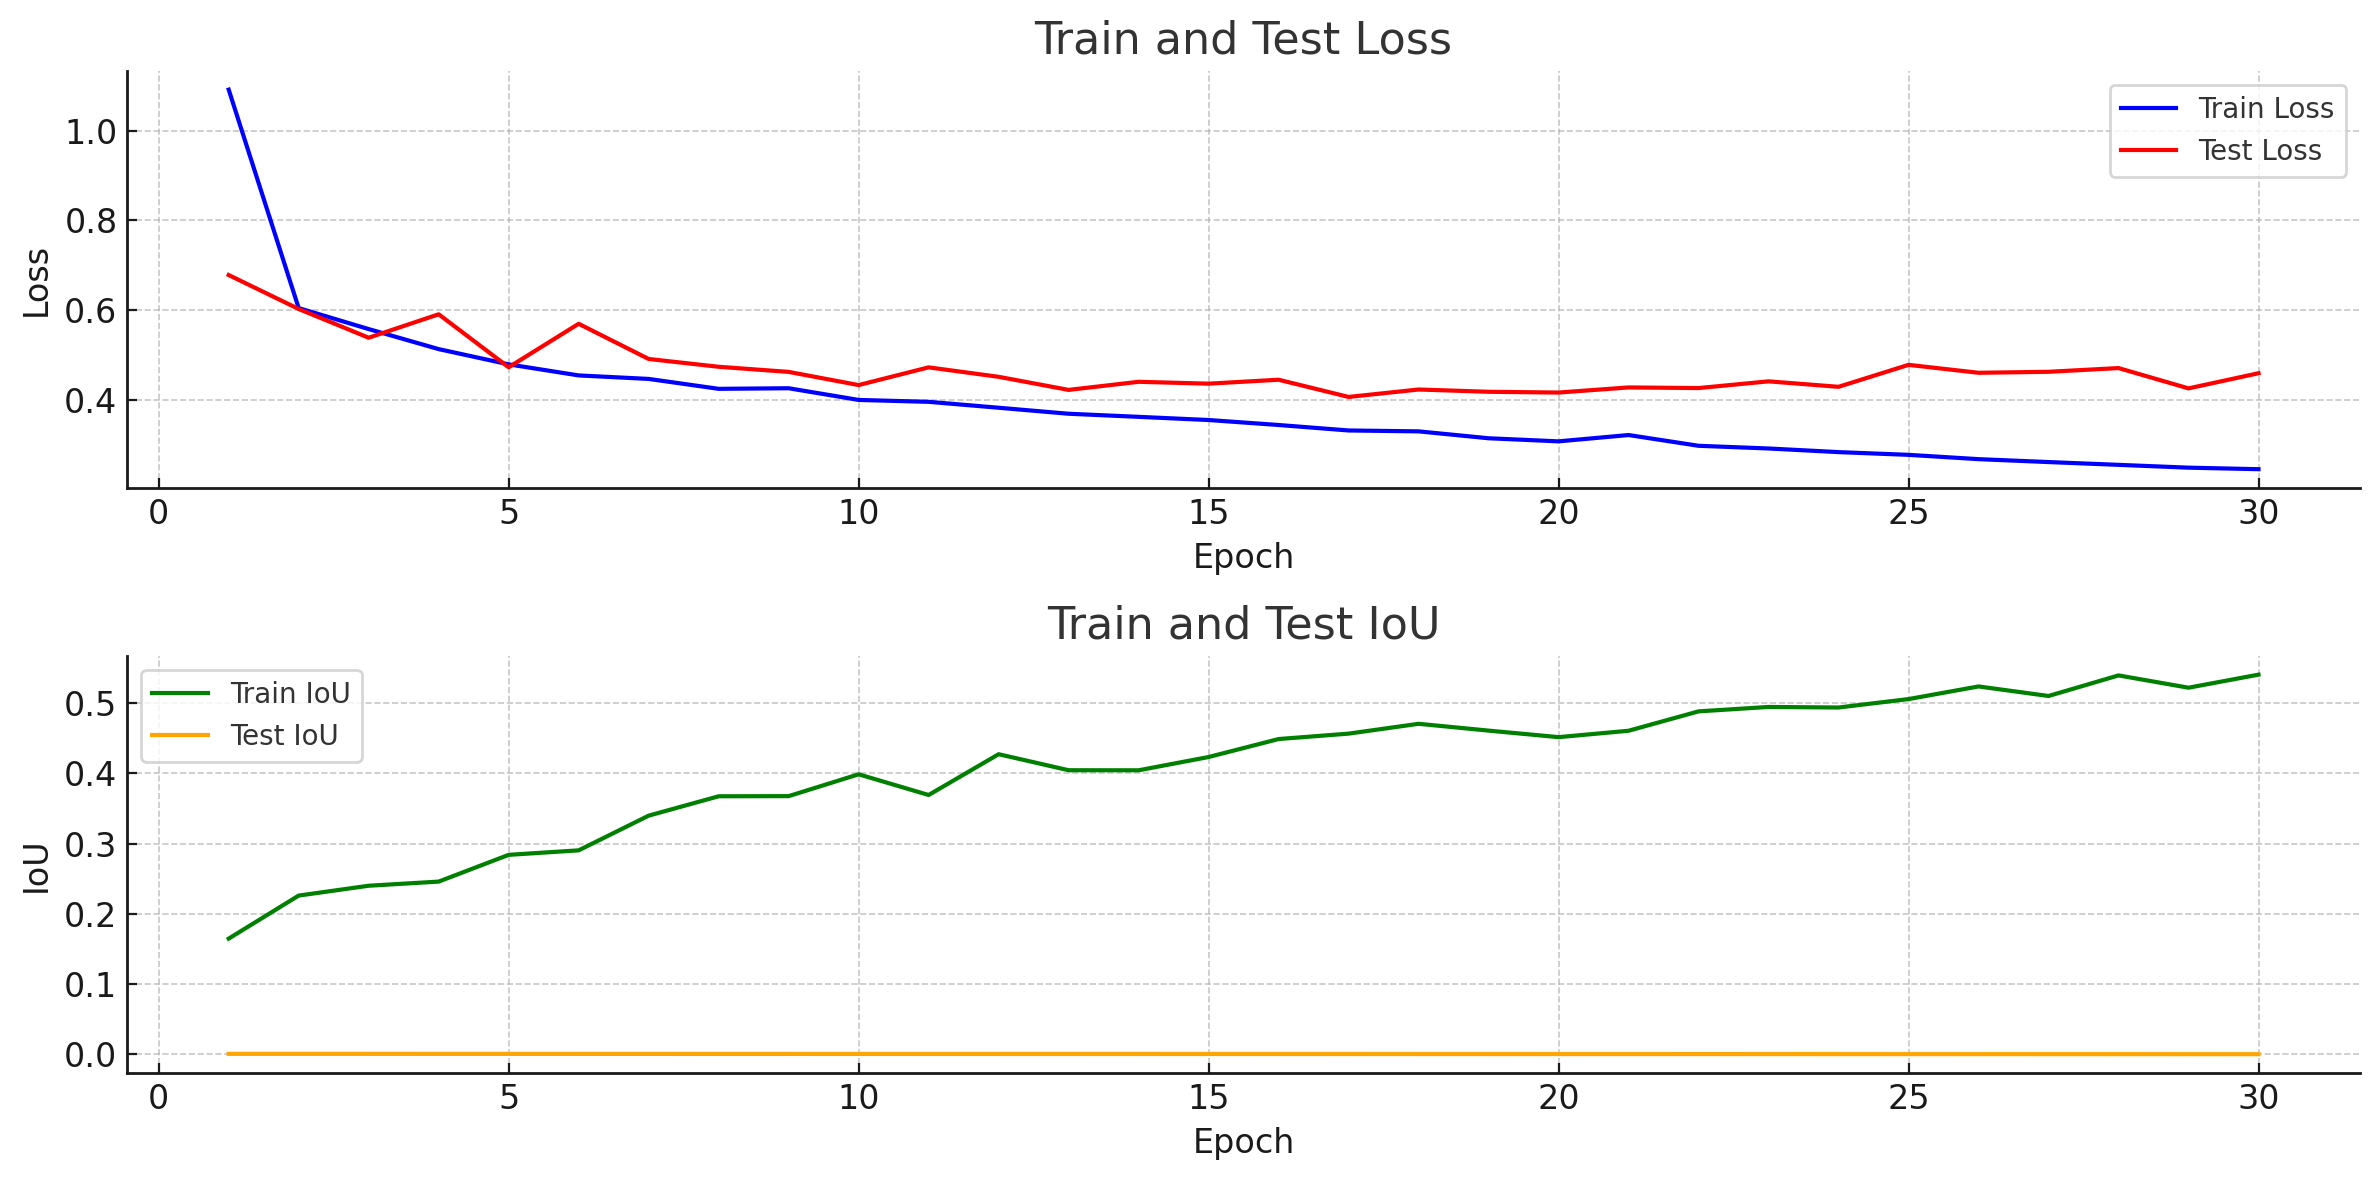 Train and Test Loss
Loss
1.0
0.8
0.6
0.4
Train Loss
Test Loss
0 5 10 15 20 25 30
Epoch
Train and Test IoU
IoU
0.5
0.4
0.3
0.2
0.1
0.0
Train IoU
Test IoU
0 5 10 15 20 25 30
Epoch